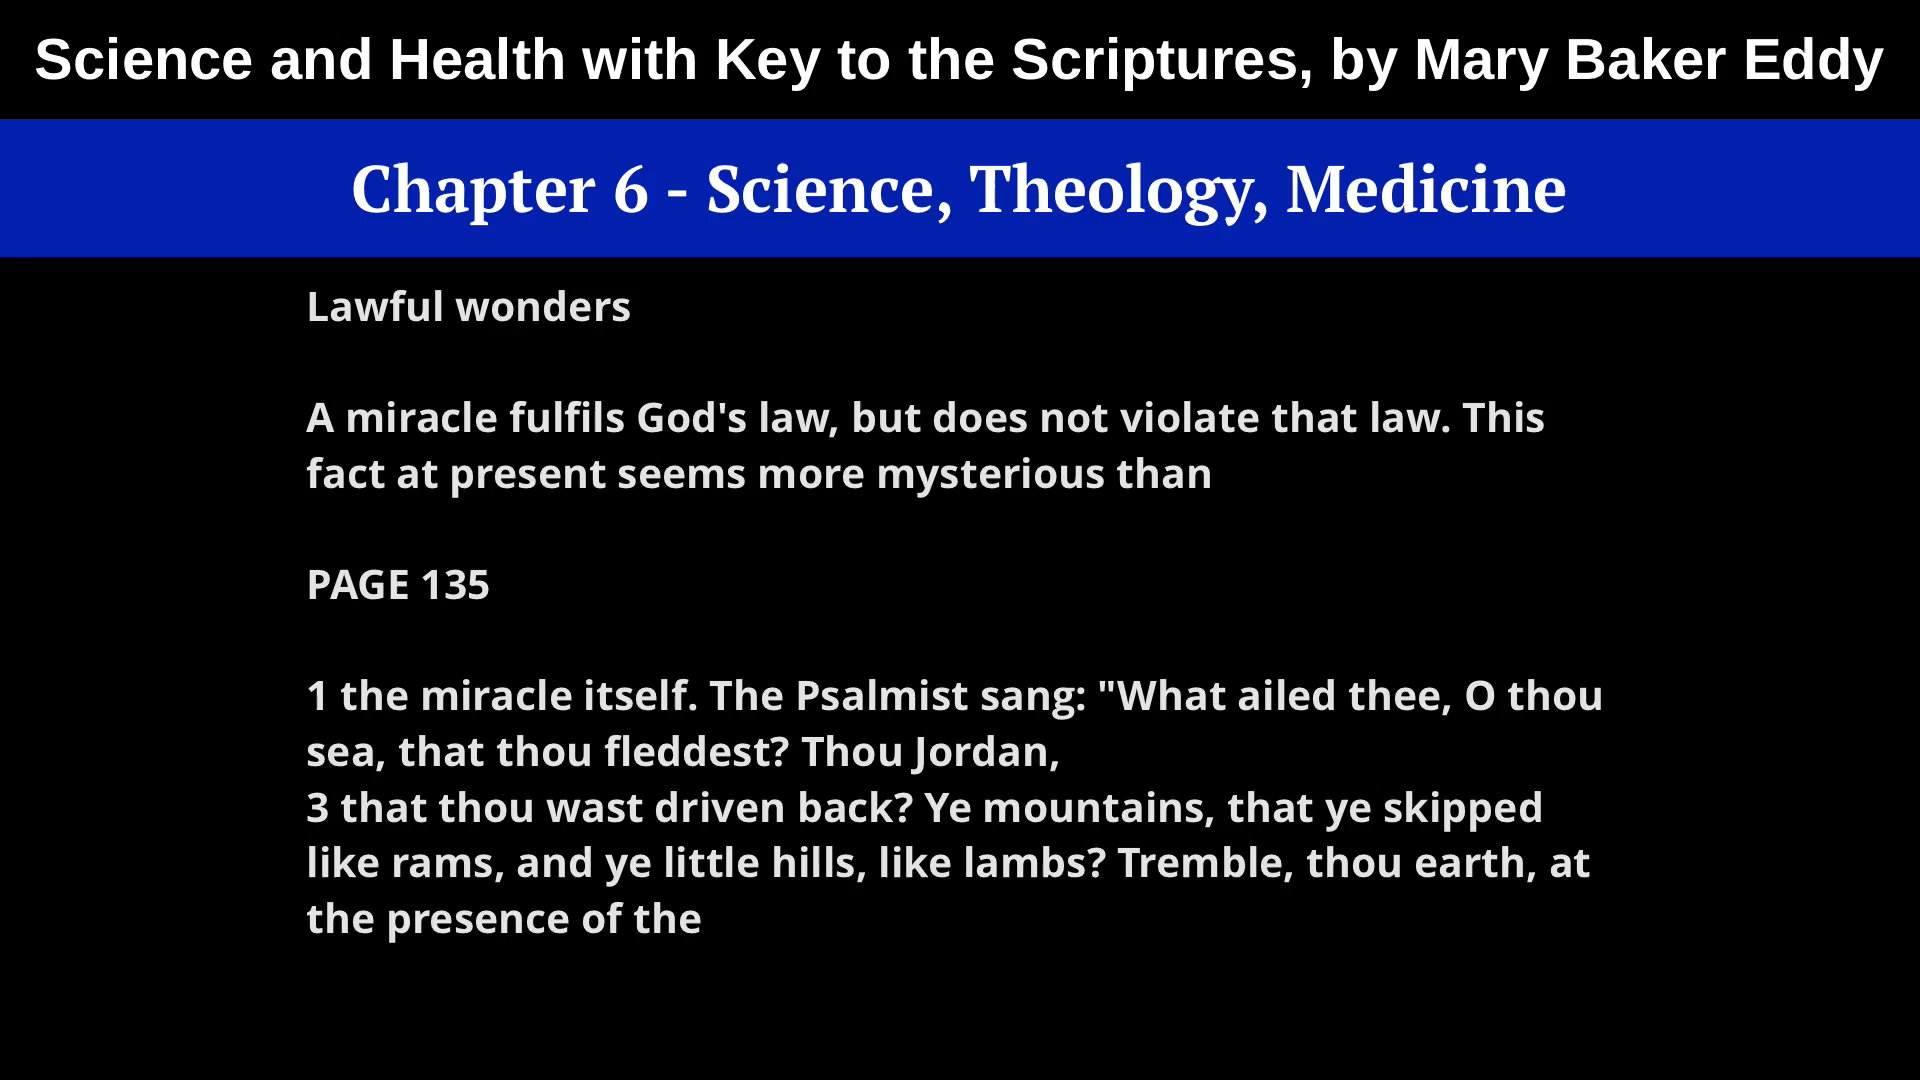 Science and Health with Key to the Scriptures, by Mary Baker Eddy
Chapter 6 - Science, Theology, Medicine
Lawful wonders
A miracle fulfils God's law, but does not violate that law. This
fact at present seems more mysterious than
PAGE 135
1 the miracle itself. The Psalmist sang: "What ailed thee, O thou
sea, that thou fleddest? Thou Jordan,
3 that thou wast driven back? Ye mountains, that ye skipped
like rams, and ye little hills, like lambs? Tremble, thou earth, at
the presence of the